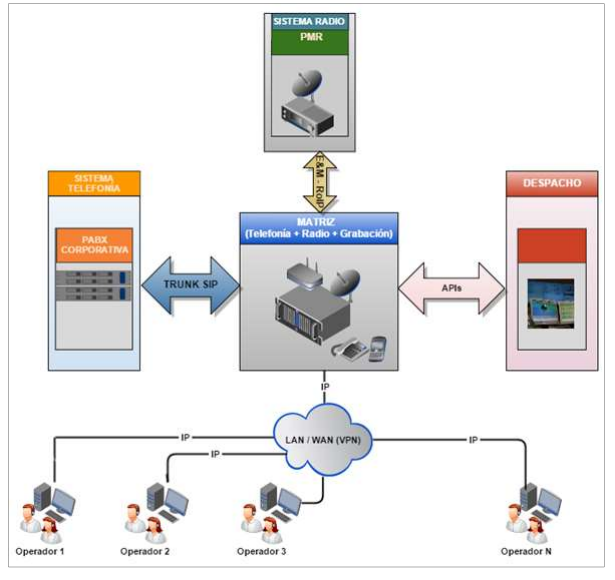 SISTEMA RADIO
PMR
E&M - RoIP
SISTEMA
TELEFONÍA
PABX
CORPORATIVA
TRUNK SIP
MATRIZ
(Telefonía + Radio + Grabación)
APIs
DESPACHO
IP
LAN / WAN (VPN)
IP
IP
IP
Operador 1
Operador 2
Operador 3
Operador N